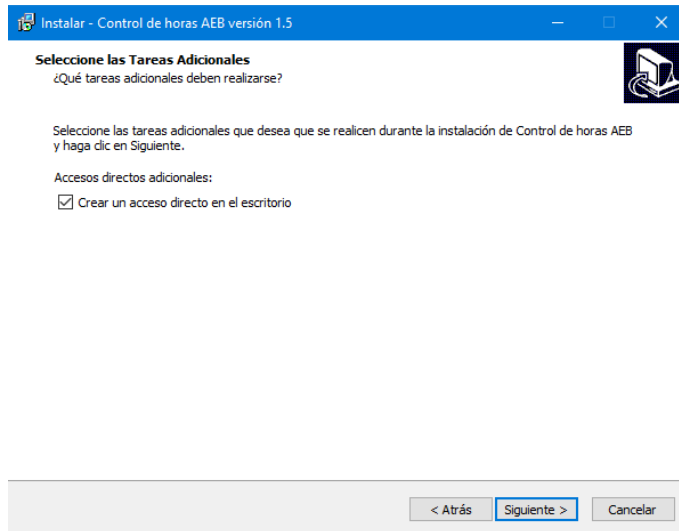 Instalar - Control de horas AEB versión 1.5
Seleccione las Tareas Adicionales
¿Qué tareas adicionales deben realizarse?
Seleccione las tareas adicionales que desea que se realicen durante la instalación de Control de horas AEB
y haga clic en Siguiente.
Accesos directos adicionales:
Crear un acceso directo en el escritorio
< Atrás
Siguiente >
Cancelar